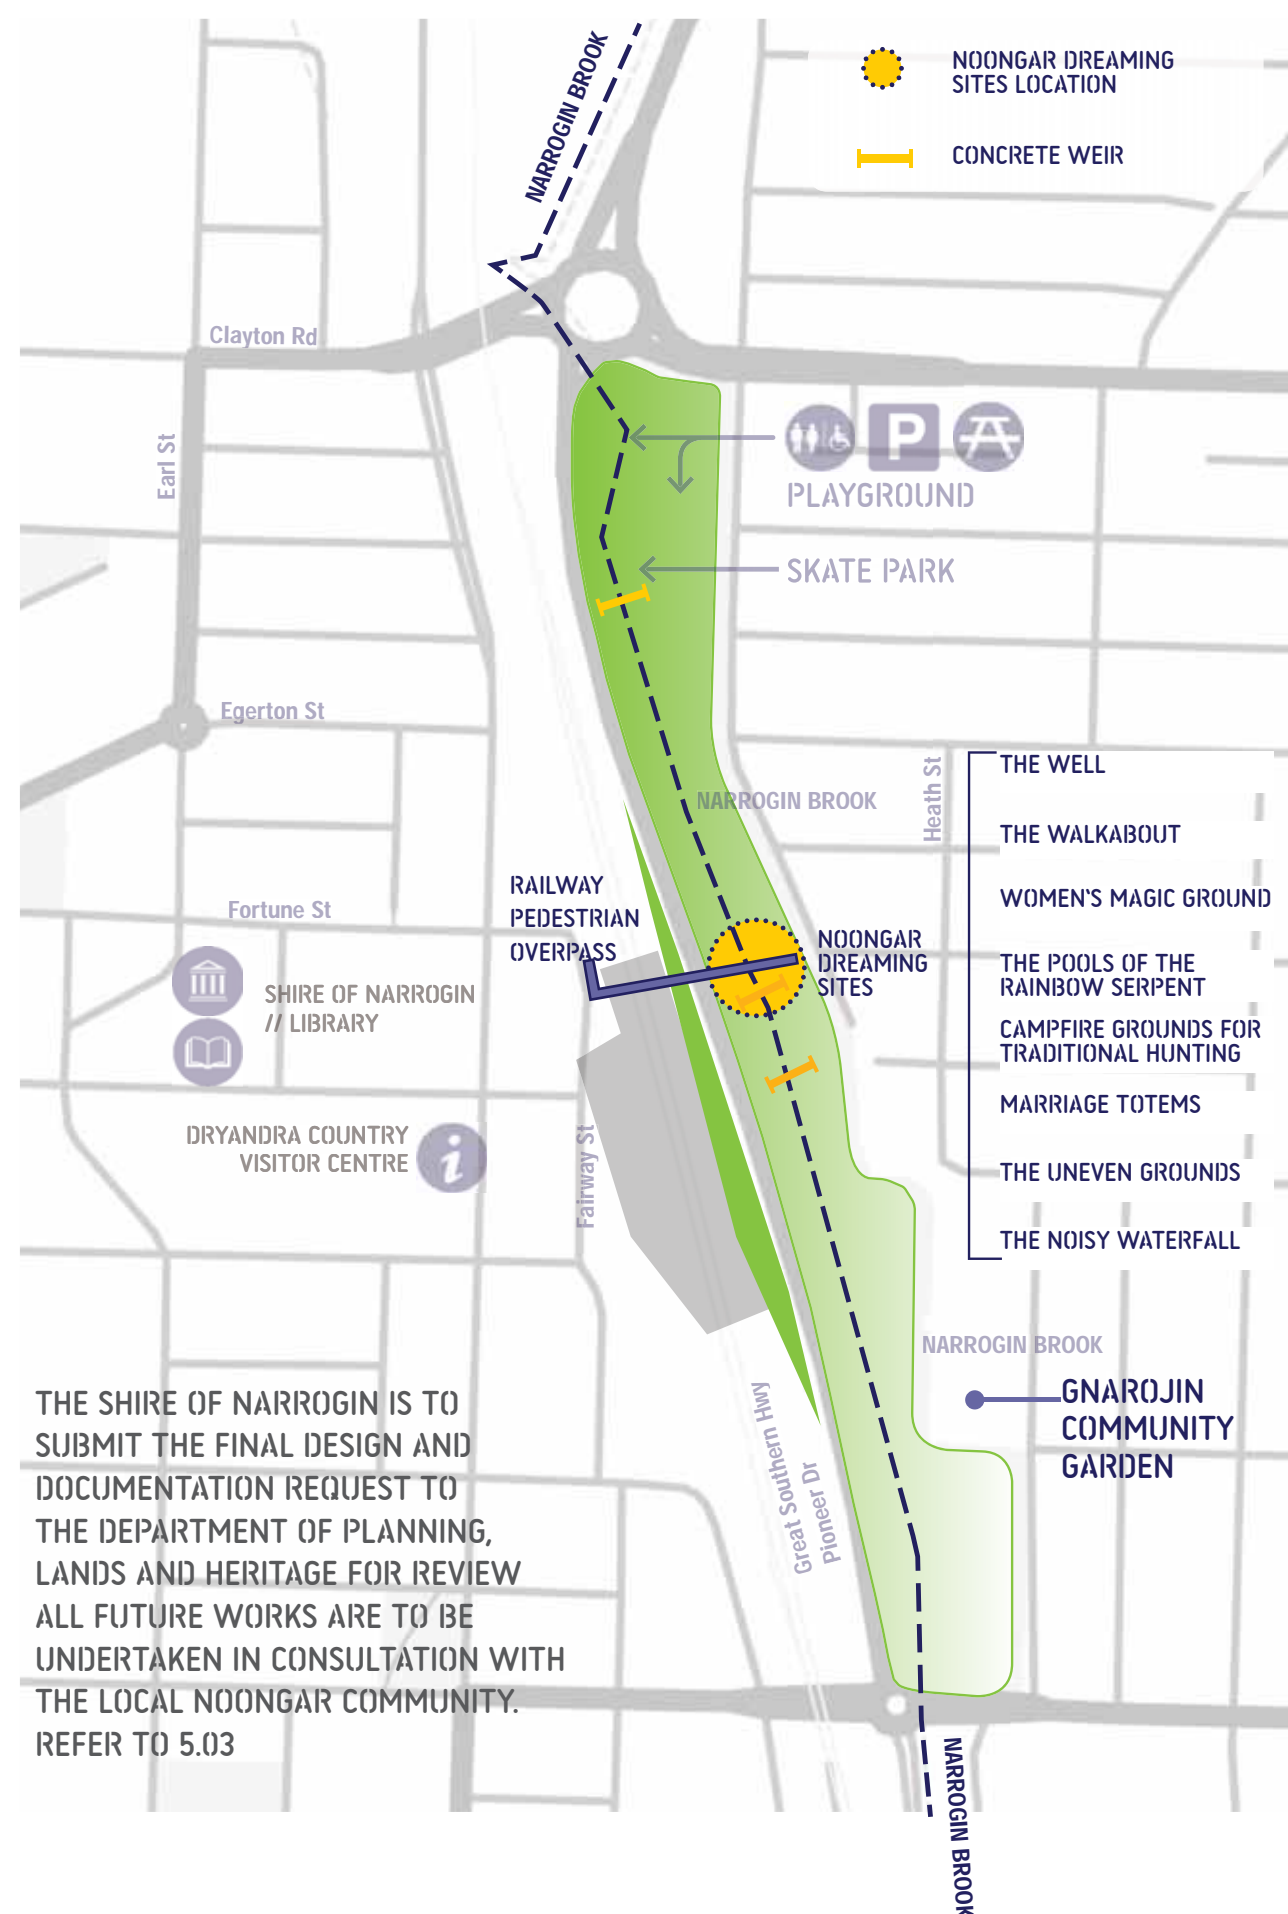 NARROGIN BROOK
NOONGAR DREAMING
SITES LOCATION
CONCRETE WEIR
Clayton Rd
Earl St
P
PLAYGROUND
SKATE PARK
Egerton St
Heath St
NARROGIN BROOK
THE WELL
THE WALKABOUT
WOMEN'S MAGIC GROUND
THE POOLS OF THE
RAINBOW SERPENT
CAMPFIRE GROUNDS FOR
TRADITIONAL HUNTING
MARRIAGE TOTEMS
THE UNEVEN GROUNDS
THE NOISY WATERFALL
RAILWAY
PEDESTRIAN
OVERPASS
Fortune St
NOONGAR
DREAMING
SITES
SHIRE OF NARROGIN
// LIBRARY
DRYANDRA COUNTRY
VISITOR CENTRE
i
Fairway St
NARROGIN BROOK
GNAROJIN
COMMUNITY
GARDEN
Great Southern Hwy
Pioneer Dr
THE SHIRE OF NARROGIN IS TO
SUBMIT THE FINAL DESIGN AND
DOCUMENTATION REQUEST TO
THE DEPARTMENT OF PLANNING,
LANDS AND HERITAGE FOR REVIEW
ALL FUTURE WORKS ARE TO BE
UNDERTAKEN IN CONSULTATION WITH
THE LOCAL NOONGAR COMMUNITY.
REFER TO 5.03
NARROGIN BROOK